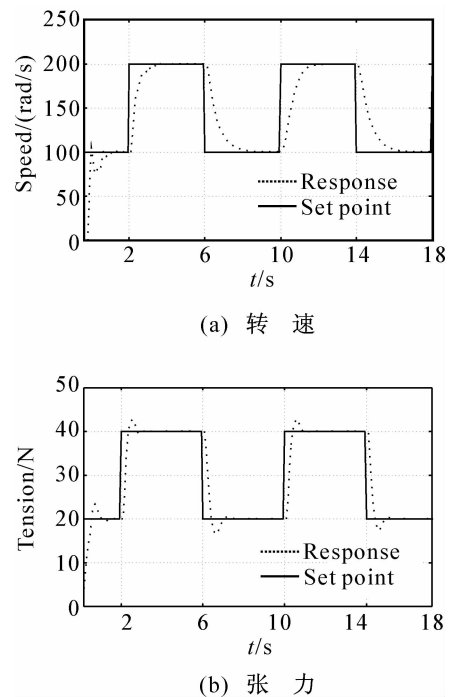 250
200
150
100
50
0
Speed/(rad/s)
Response
Set point
2 6 10 14 18
t/s
(a) 转 速
50
40
30
20
10
0
Tension/N
Response
Set point
2 6 10 14 18
t/s
(b) 张 力